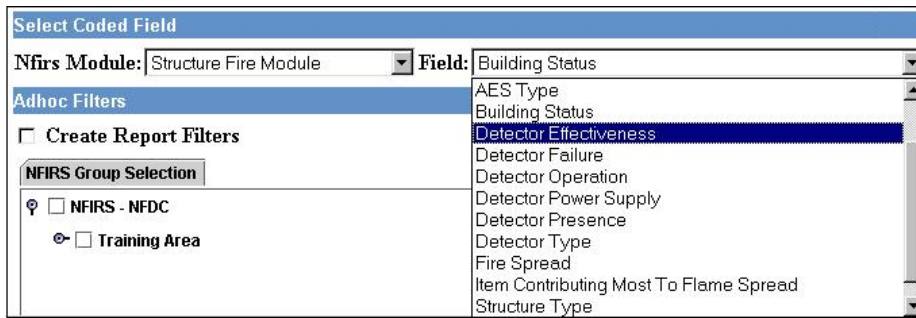 Select Coded Field
Nfirs Module: Structure Fire Module Field: Building Status
Adhoc Filters
Create Report Filters
NFIRS Group Selection
NFIRS - NFDC
Training Area
AES Type
Building Status
Detector Effectiveness
Detector Failure
Detector Operation
Detector Power Supply
Detector Presence
Detector Type
Fire Spread
Item Contributing Most To Flame Spread
Structure Type